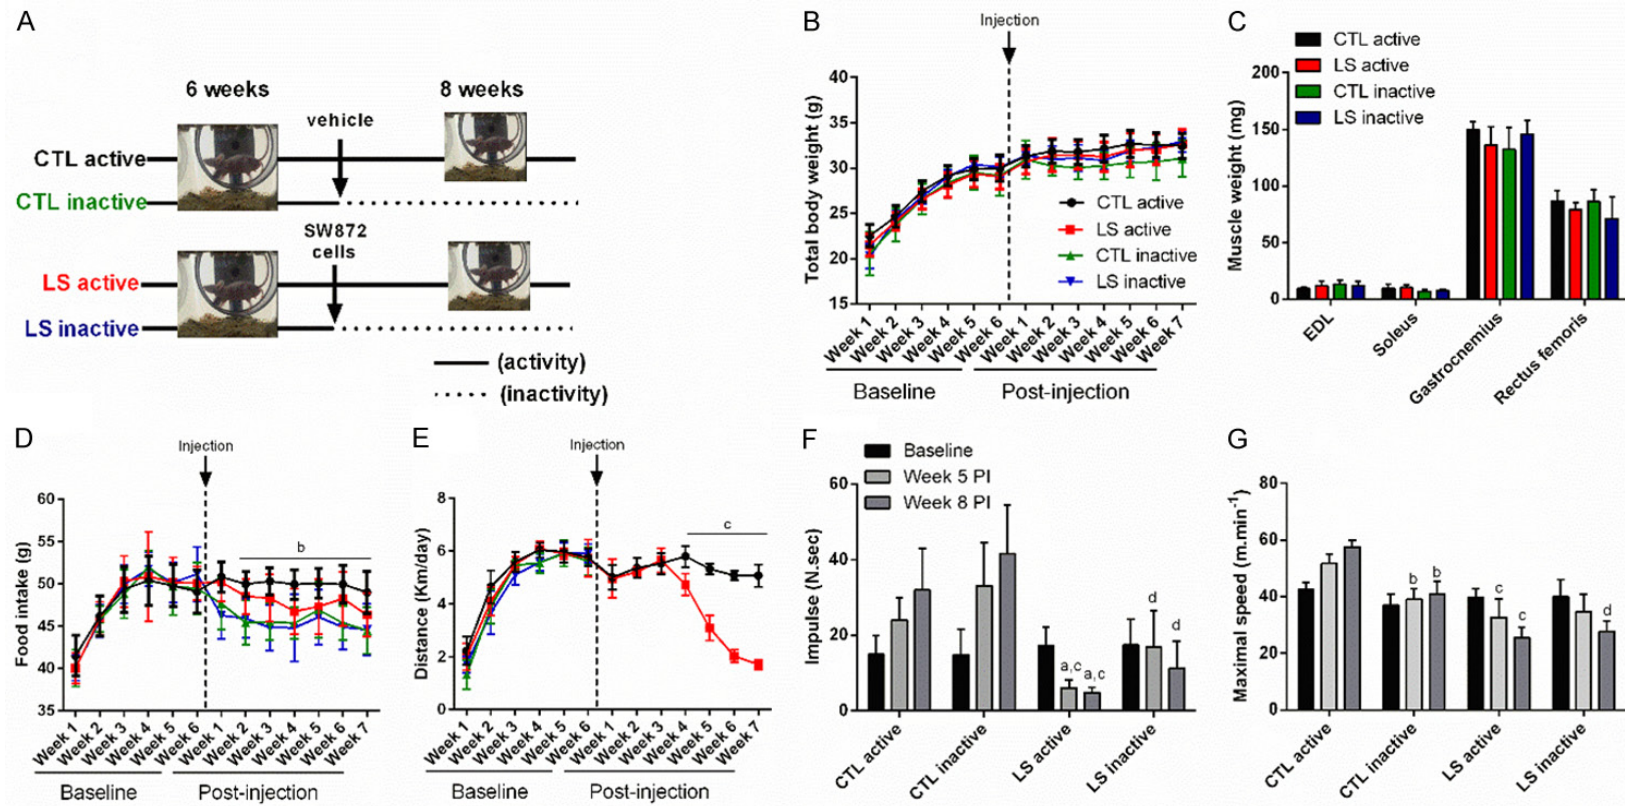 A
6 weeks
8 weeks
vehicle
CTL active
CTL inactive
SW872
cells
LS active
LS inactive
(activity)
(inactivity)
B
Injection
Total body weight (g)
40
35
30
25
20
15
CTL active
LS active
CTL inactive
LS inactive
Week 1
Week 2
Week 3
Week 4
Week 5
Week 6
Week 1
Week 2
Week 3
Week 4
Week 5
Week 6
Week 7
Baseline
Post-injection
C
CTL active
LS active
CTL inactive
LS inactive
Muscle weight (mg)
200
150
100
50
0
EDL
Soleus
Gastrocnemius
Rectus femoris
D
Injection
Food intake (g)
60
55
50
45
40
35
b
Week 1
Week 2
Week 3
Week 4
Week 5
Week 6
Week 1
Week 2
Week 3
Week 4
Week 5
Week 6
Week 7
Baseline
Post-injection
E
Injection
Distance (Km/day)
8
6
4
2
0
c
Week 1
Week 2
Week 3
Week 4
Week 5
Week 6
Week 1
Week 2
Week 3
Week 4
Week 5
Week 6
Week 7
Baseline
Post-injection
F
Baseline
Week 5 PI
Week 8 PI
Impulse (N.sec)
60
40
20
0
a,c
a,c
d
d
CTL active
CTL inactive
LS active
LS inactive
G
Maximal speed (m.min-1)
80
60
40
20
0
b
b
c
c
d
CTL active
CTL inactive
LS active
LS inactive